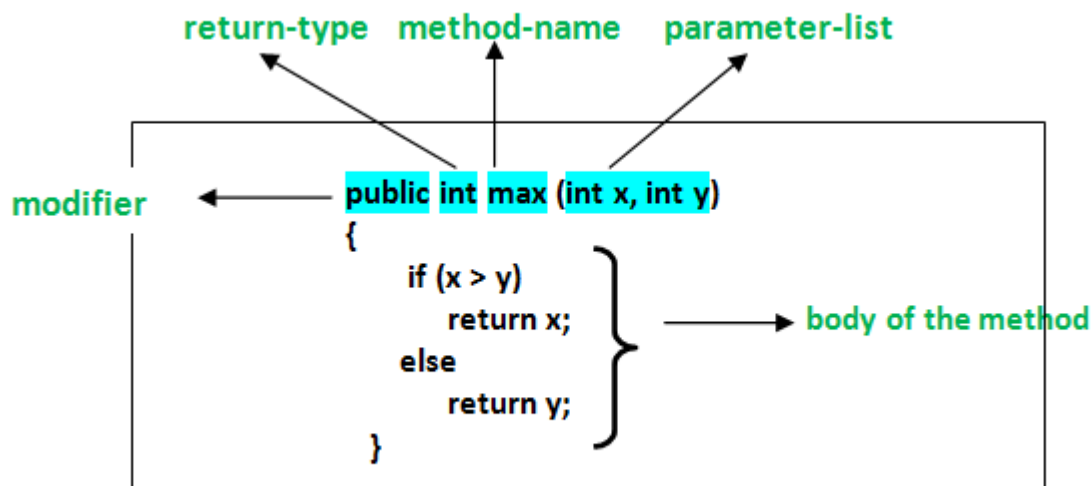 return-type method-name parameter-list
modifier
public int max (int x, int y)
{
if (x > y)
return x;
else
return y;
}
body of the method